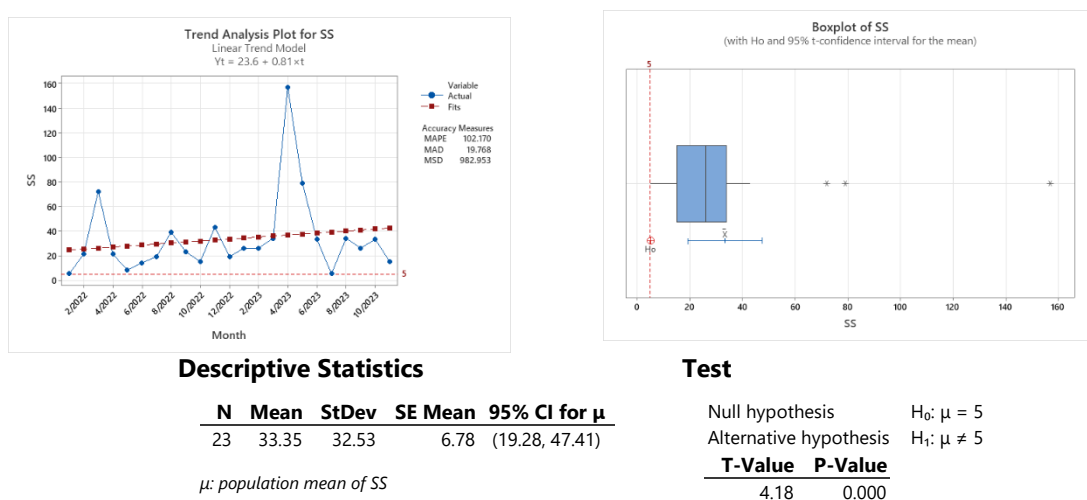 Trend Analysis Plot for SS
Linear Trend Model
Yt = 23.6 + 0.81×t
160
140
120
100
80
60
40
20
0
SS
5
2/2022
4/2022
6/2022
8/2022
10/2022
12/2022
2/2023
4/2023
6/2023
8/2023
10/2023
Month
Variable
Actual
Fits
Accuracy Measures
MAPE 102.170
MAD 19.768
MSD 982.953
Boxplot of SS
(with Ho and 95% t-confidence interval for the mean)
5
X̄
Ho
0 20 40 60 80 100 120 140 160
SS
Descriptive Statistics
N Mean StDev SE Mean 95% CI for μ
23 33.35 32.53 6.78 (19.28, 47.41)
μ: population mean of SS
Test
Null hypothesis H₀: μ = 5
Alternative hypothesis H₁: μ ≠ 5
T-Value P-Value
4.18 0.000